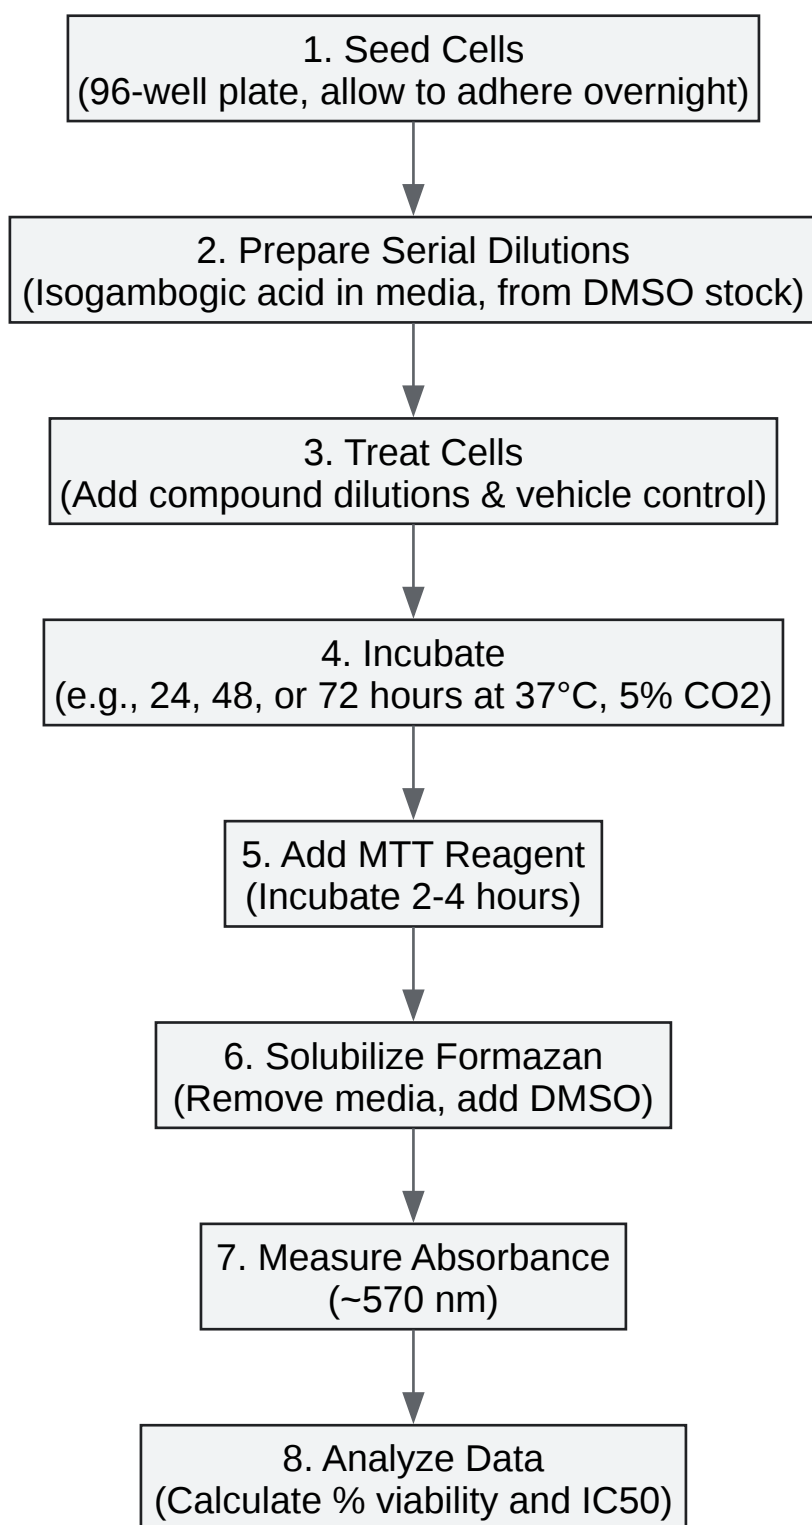 1. Seed Cells
(96-well plate, allow to adhere overnight)
2. Prepare Serial Dilutions
(Isogambogic acid in media, from DMSO stock)
3. Treat Cells
(Add compound dilutions & vehicle control)
4. Incubate
(e.g., 24, 48, or 72 hours at 37°C, 5% CO2)
5. Add MTT Reagent
(Incubate 2-4 hours)
6. Solubilize Formazan
(Remove media, add DMSO)
7. Measure Absorbance
(~570 nm)
8. Analyze Data
(Calculate % viability and IC50)